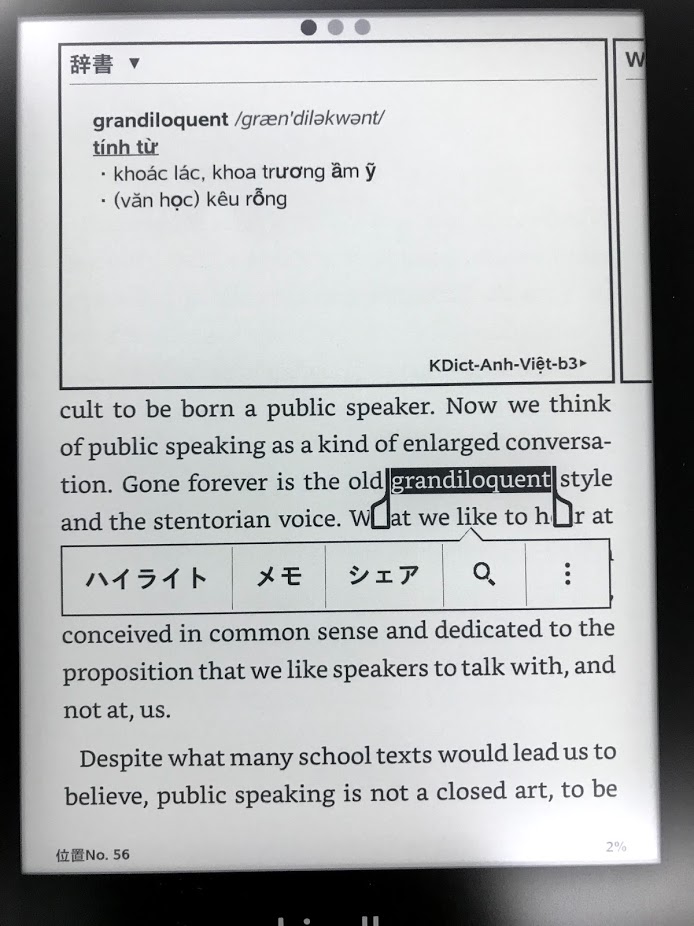 辞書 ▼
W
grandiloquent /græn'diləkwənt/
tính từ
· khoác lác, khoa trương ầm ỹ
· (văn học) kêu rỗng
KDict-Anh-Việt-b3▸
cult to be born a public speaker. Now we think
of public speaking as a kind of enlarged conversa-
tion. Gone forever is the old grandiloquent style
and the stentorian voice. W at we like to h r at
ハイライト メモ シェア
conceived in common sense and dedicated to the
proposition that we like speakers to talk with, and
not at, us.
Despite what many school texts would lead us to
believe, public speaking is not a closed art, to be
位置No. 56
2%